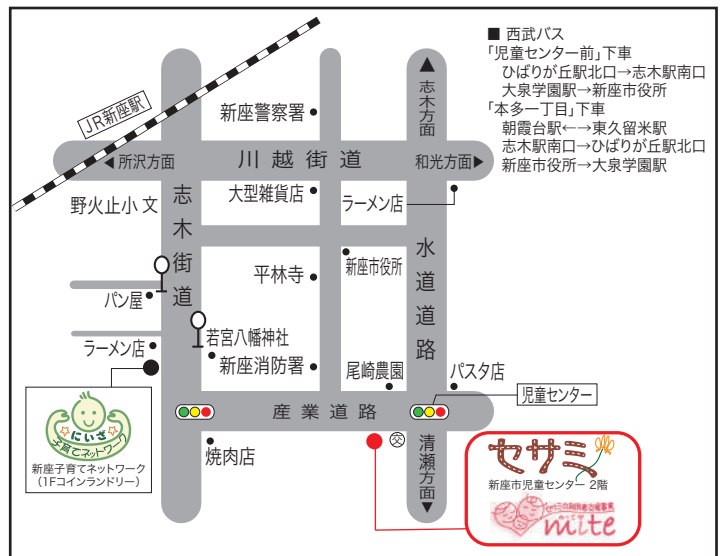 ■ 西武バス
「児童センター前」下車
ひばりが丘駅北口→志木駅南口
大泉学園駅→新座市役所
「本多一丁目」下車
朝霞台駅←→東久留米駅
志木駅南口→ひばりが丘駅北口
新座市役所→大泉学園駅
JR新座駅
新座警察署
▲志木方面
◀所沢方面
川越街道
和光方面▶
野火止小 文
志木街道
大型雑貨店
ラーメン店
水道道路
新座市役所
平林寺
パン屋
若宮八幡神社
ラーメン店
新座消防署
尾崎農園
パスタ店
児童センター
産業道路
にいざ
子育てネットワーク
新座子育てネットワーク
（1Fコインランドリー）
焼肉店
交
清瀬方面▼
セサミ
新座市児童センター 2階
mite